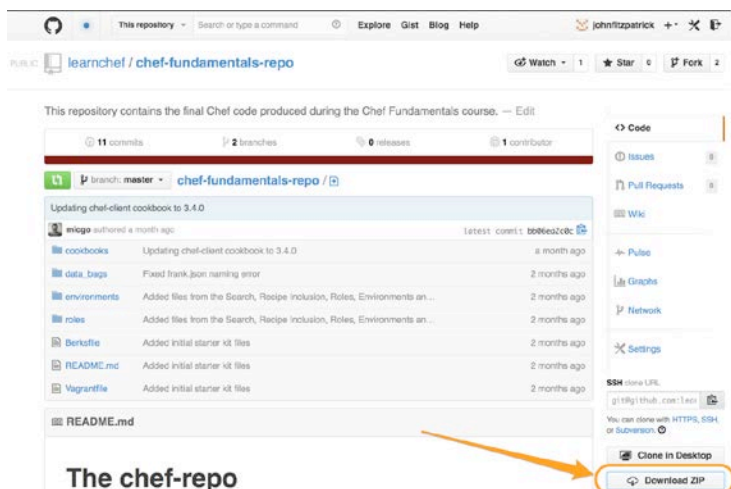 This repository Search or type a command Explore Gist Blog Help johnfitzpatrick
PUBLIC learnchef / chef-fundamentals-repo Watch 1 Star 0 Fork 2
This repository contains the final Chef code produced during the Chef Fundamentals course. — Edit
11 commits 2 branches 0 releases 1 contributor
branch: master chef-fundamentals-repo /
Updating chef-client cookbook to 3.4.0
micgo authored a month ago latest commit bb06ea2c0c
cookbooks Updating chef-client cookbook to 3.4.0 a month ago
data_bags Fixed frank.json naming error 2 months ago
environments Added files from the Search, Recipe inclusion, Roles, Environments an... 2 months ago
roles Added files from the Search, Recipe inclusion, Roles, Environments an... 2 months ago
Berksfile Added initial starter kit files 2 months ago
README.md Added initial starter kit files 2 months ago
Vagrantfile Added initial starter kit files 2 months ago
README.md
The chef-repo
Code
Issues 0
Pull Requests 0
Wiki
Pulse
Graphs
Network
Settings
SSH clone URL
git@github.com:lear
You can clone with HTTPS, SSH,
or Subversion.
Clone in Desktop
Download ZIP